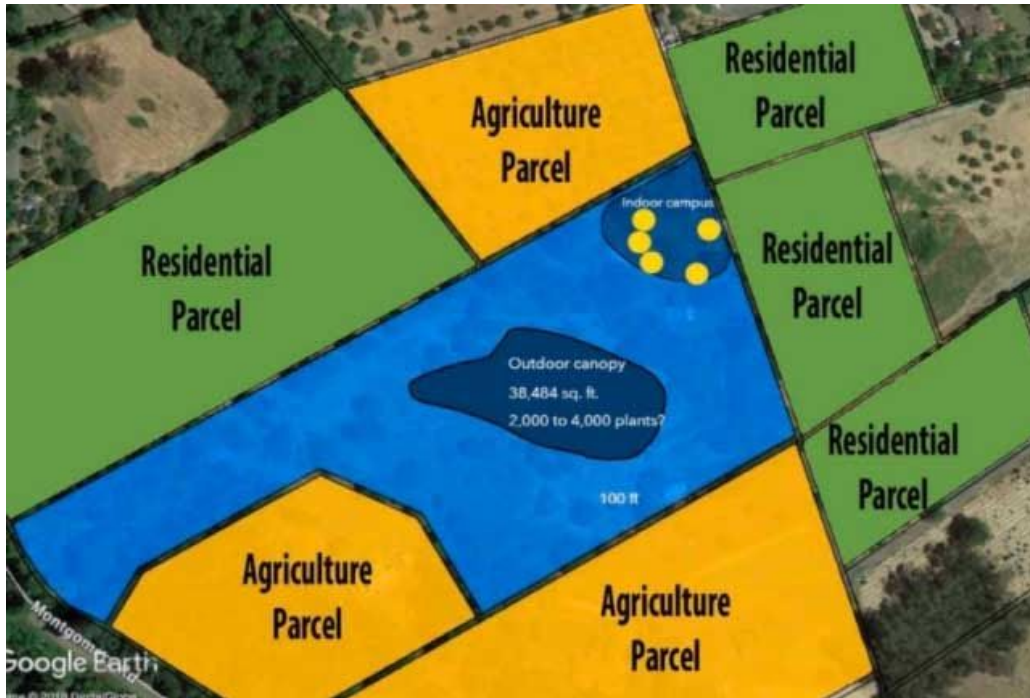 Residential
Parcel
Agriculture
Parcel
Indoor campus
Residential
Parcel
Residential
Parcel
Outdoor canopy
38,484 sq. ft.
2,000 to 4,000 plants?
Residential
Parcel
100 ft
Agriculture
Parcel
Agriculture
Parcel
Google Earth